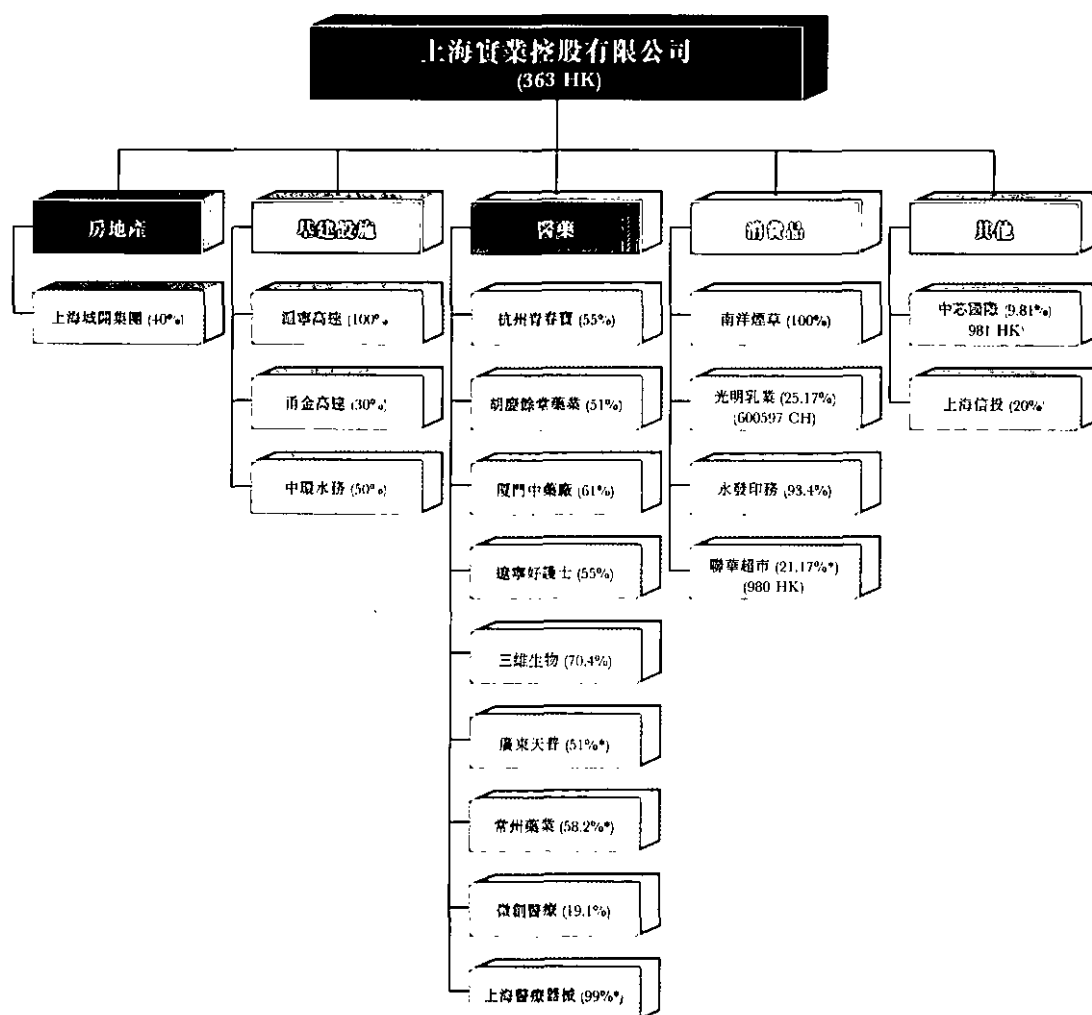 上海實業控股有限公司
(363 HK)
房地產
基建設施
醫藥
消費品
其他
上海城開集團 (40%)
滬寧高速 (100%
甬金高速 (30%)
中環水務 (50%)
杭州青春寶 (55%)
胡慶餘堂藥業 (51%)
廈門中藥廠 (61%)
遼寧好護士 (55%)
三維生物 (70.4%)
廣東天普 (51%*)
常州藥業 (58.2%*)
微創醫療 (19.1%)
上海醫療器械 (99%*)
南洋煙草 (100%)
光明乳業 (25.17%)
(600597 CH)
永發印務 (93.4%)
聯華超市 (21.17%*)
(980 HK)
中芯國際 (9.81%)
981 HK)
上海信投 (20%